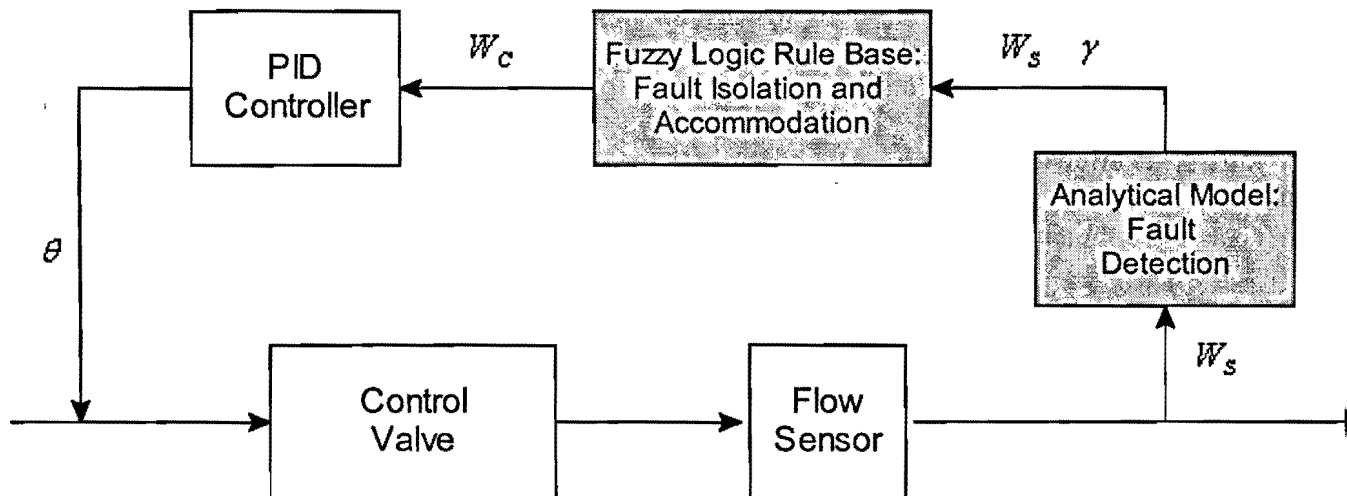 PID
Controller
W_c
Fuzzy Logic Rule Base:
Fault Isolation and
Accommodation
W_s γ
Analytical Model:
Fault
Detection
θ
W_s
Control
Valve
Flow
Sensor